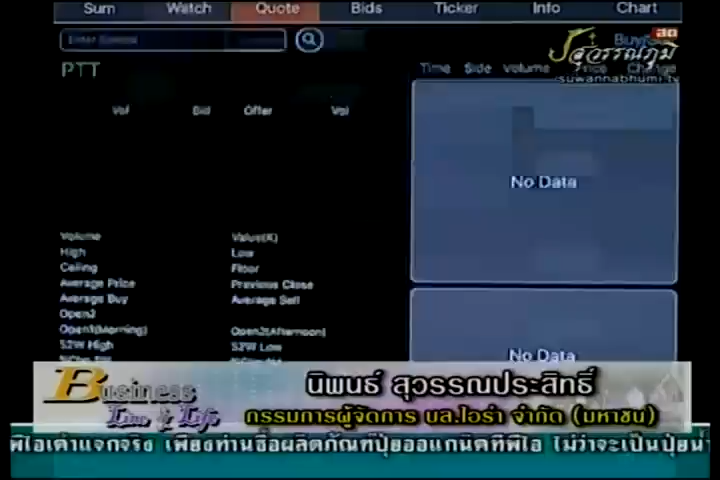 Sum Watch Quote Bids Ticker Info Chart
Enter Symbol
สด
สุวรรณภูมิ
suwannabhumi.tv
PTT
Time Side Volume Price Change
Vol Bid Offer Vol
No Data
Volume Value(K)
High Low
Ceiling Floor
Average Price Previous Close
Average Buy Average Sell
Open2
Open1(Morning) Open2(Afternoon)
52W High 52W Low
No Data
Business
Line & Life
นิพนธ์ สุวรรณประสิทธิ์
กรรมการผู้จัดการ บล.ไอร่า จำกัด (มหาชน)
พีไอเค้าแจกจริง เพียงท่านซื้อผลิตภัณฑ์ปุ๋ยออแกนิคทีพีไอ ไม่ว่าจะเป็นปุ๋ยน้ำ